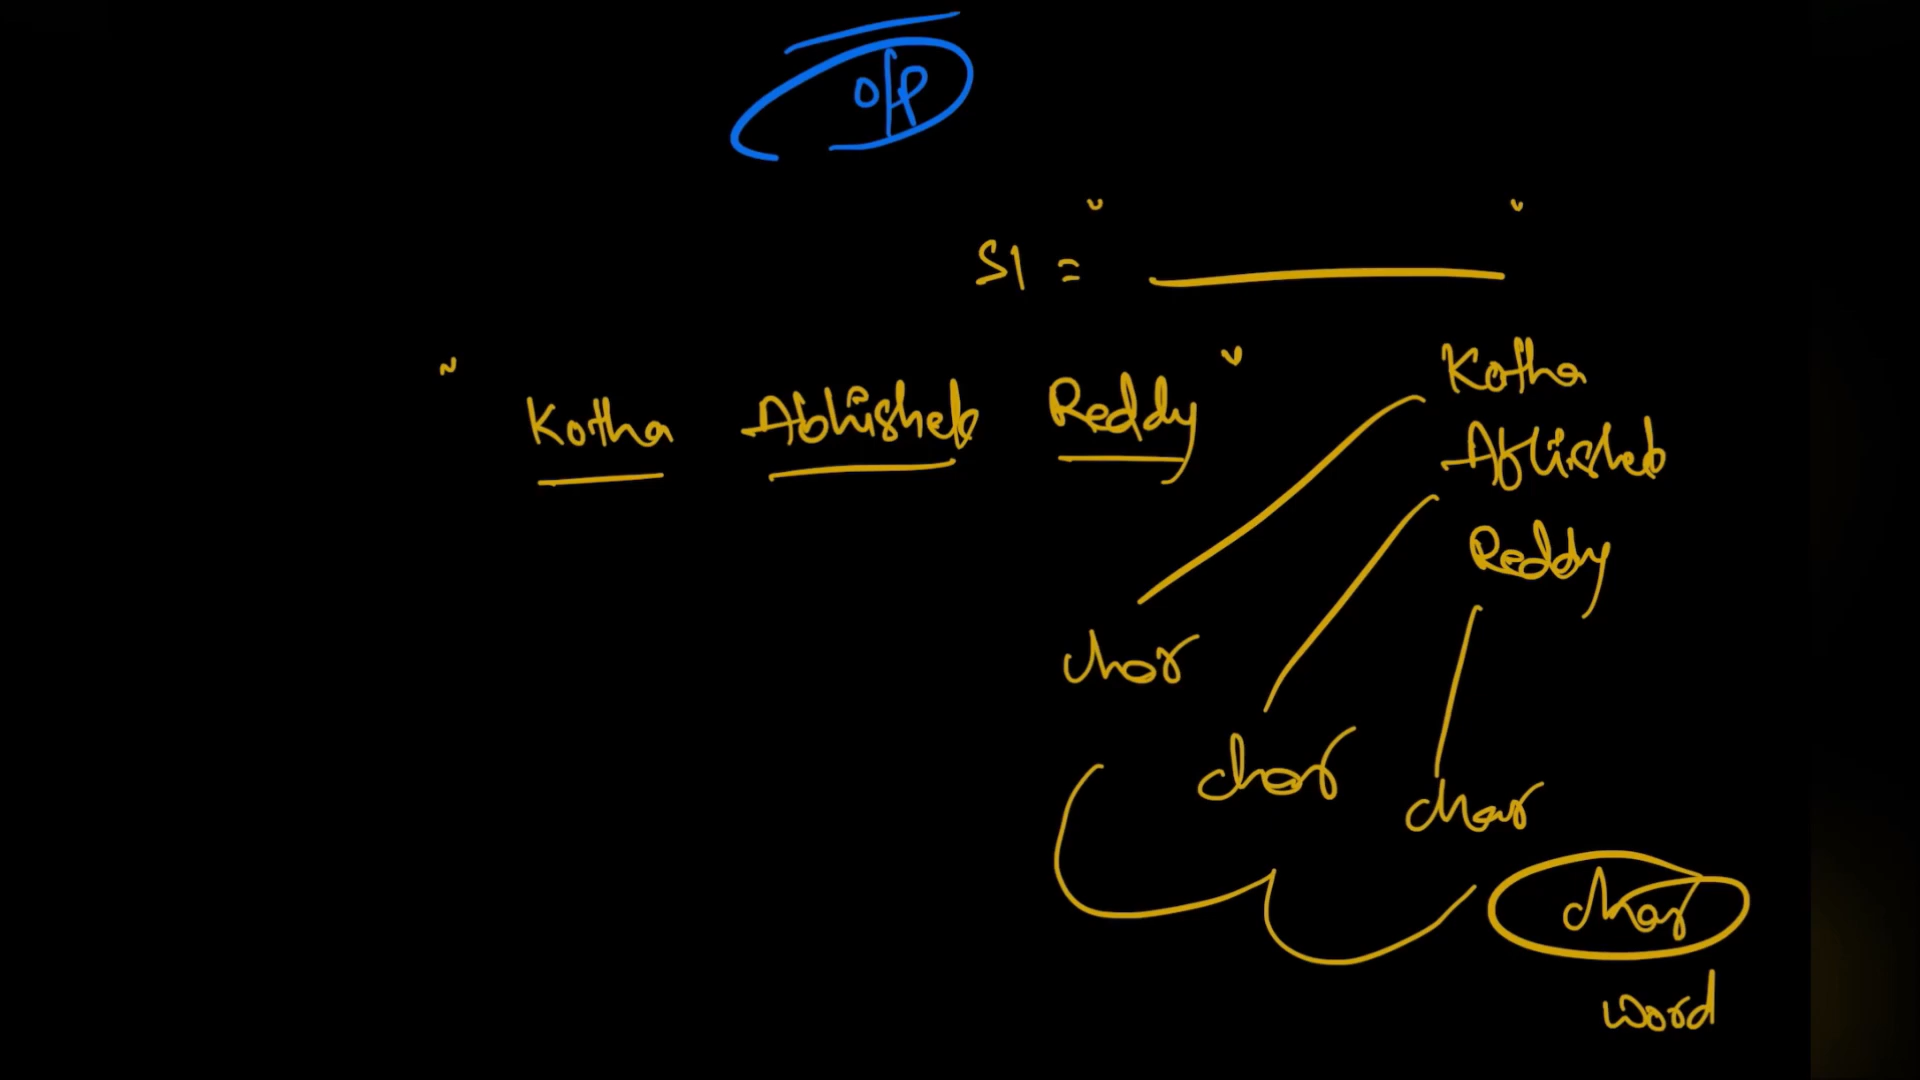 o/p
S1 = " "
" Kotha Abhishek Reddy "
Kotha
Abhishek
Reddy
char
char
char
char
word